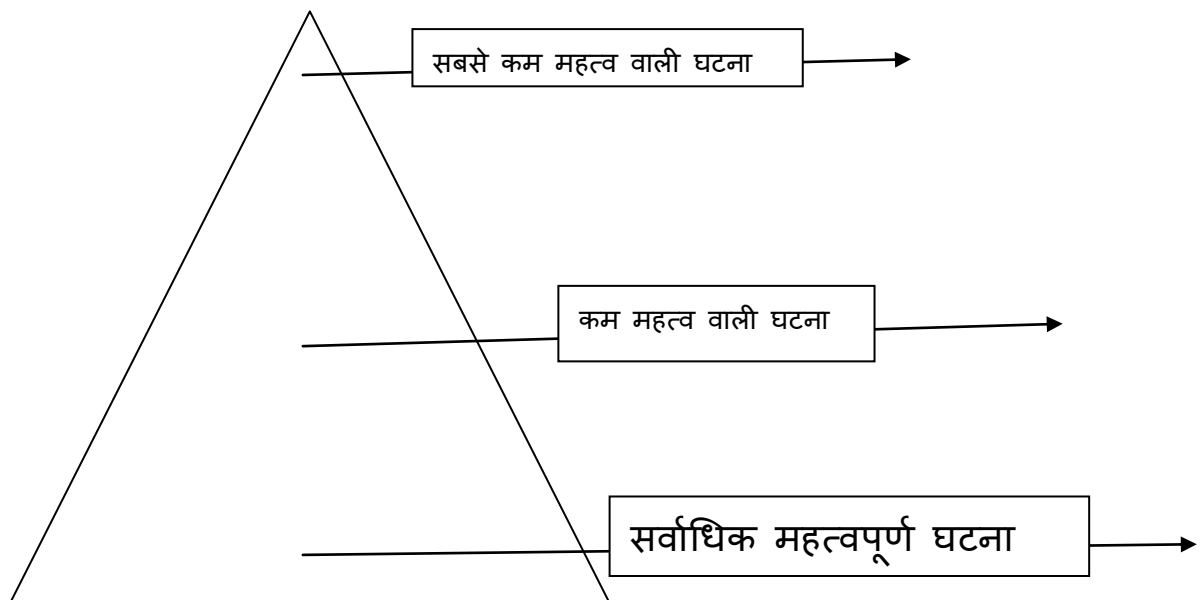 सबसे कम महत्व वाली घटना
कम महत्व वाली घटना
सर्वाधिक महत्वपूर्ण घटना